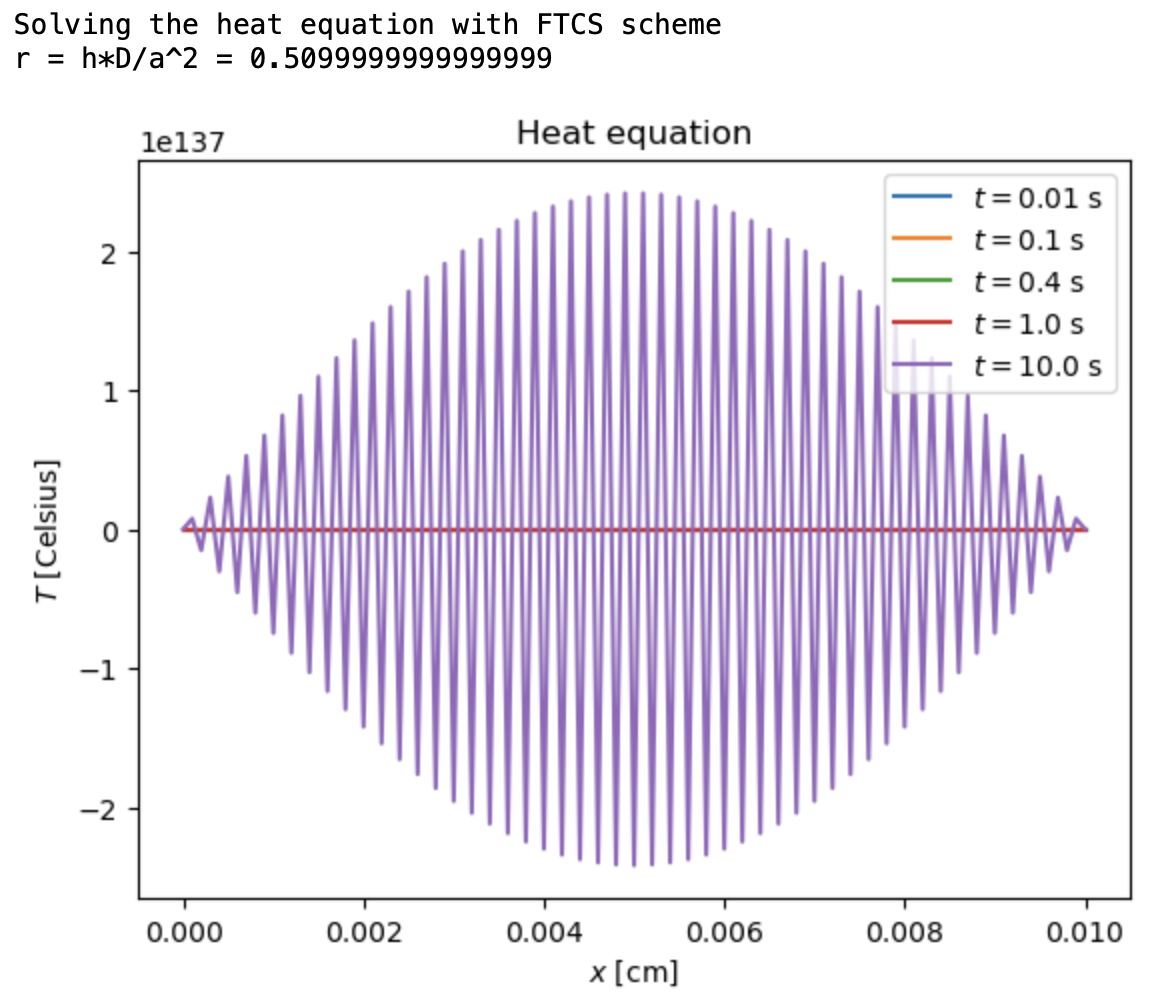 Solving the heat equation with FTCS scheme
r = h*D/a^2 = 0.5099999999999999
Heat equation
1e137
t = 0.01 s
t = 0.1 s
t = 0.4 s
t = 1.0 s
t = 10.0 s
2
1
0
−1
−2
T [Celsius]
0.000 0.002 0.004 0.006 0.008 0.010
x [cm]